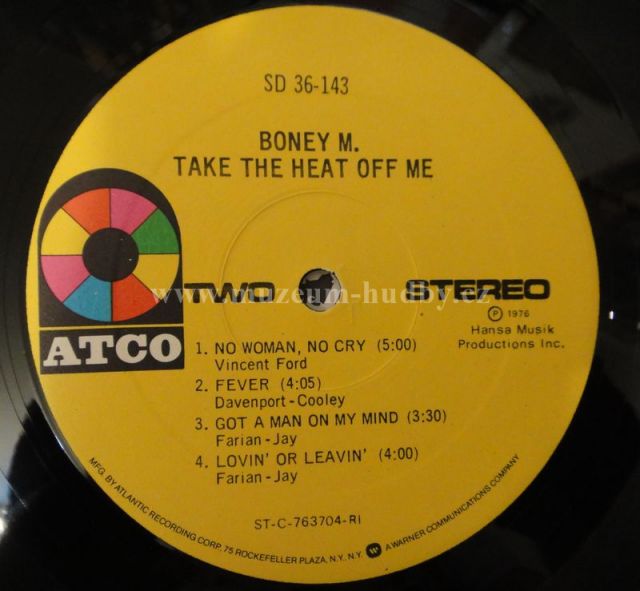 SD 36-143
BONEY M.
TAKE THE HEAT OFF ME
TWO
STEREO
www.muzeum-hudby.cz
ATCO
Ⓟ 1976
Hansa Musik
Productions Inc.
1. NO WOMAN, NO CRY (5:00)
Vincent Ford
2. FEVER (4:05)
Davenport-Cooley
3. GOT A MAN ON MY MIND (3:30)
Farian-Jay
4. LOVIN' OR LEAVIN' (4:00)
Farian-Jay
ST-C-763704-RI
MFG. BY ATLANTIC RECORDING CORP. 75 ROCKEFELLER PLAZA, N.Y. N.Y. W A WARNER COMMUNICATIONS COMPANY